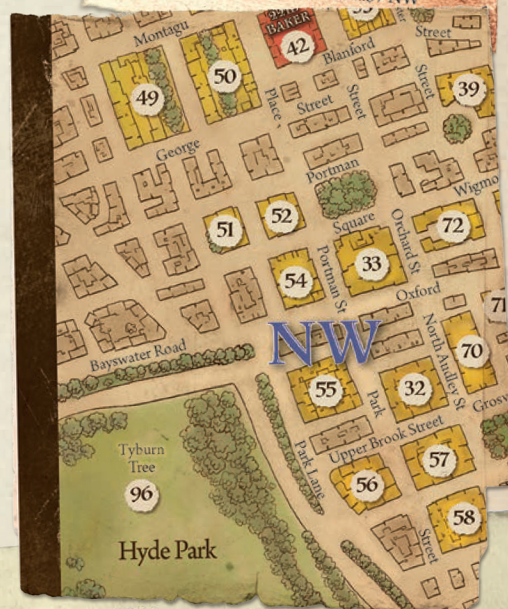 Montagu
BAKER
42
Blanford
Street
49
50
Place
Street
Street
Street
39
George
Portman
Wigmo
51
52
Square
Orchard St
72
54
Portman St
33
Oxford
71
NW
Bayswater Road
North Audley St
70
55
Park
32
Grosv
Upper Brook Street
Park Lane
57
56
Tyburn
Tree
96
58
Street
Hyde Park